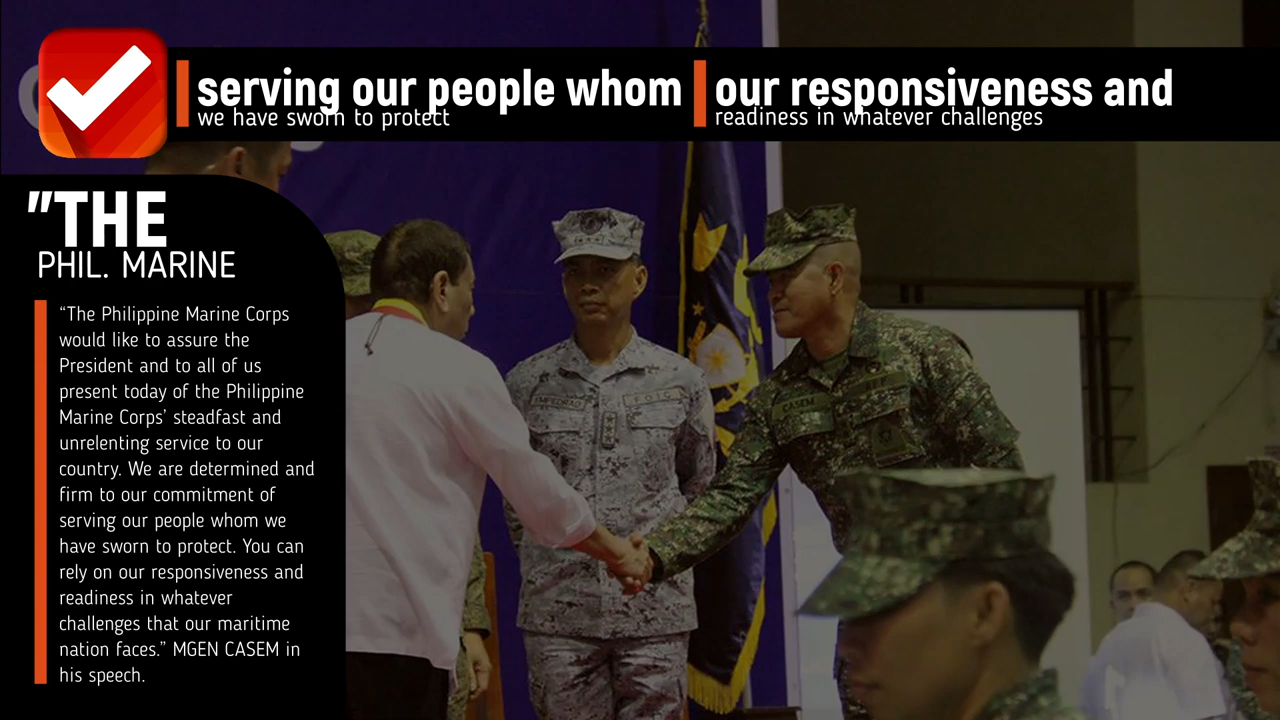 serving our people whom
we have sworn to protect
our responsiveness and
readiness in whatever challenges
"THE
PHIL. MARINE
“The Philippine Marine Corps
would like to assure the
President and to all of us
present today of the Philippine
Marine Corps’ steadfast and
unrelenting service to our
country. We are determined and
firm to our commitment of
serving our people whom we
have sworn to protect. You can
rely on our responsiveness and
readiness in whatever
challenges that our maritime
nation faces.” MGEN CASEM in
his speech.
EMPEDRAD
FOIC
CASEM